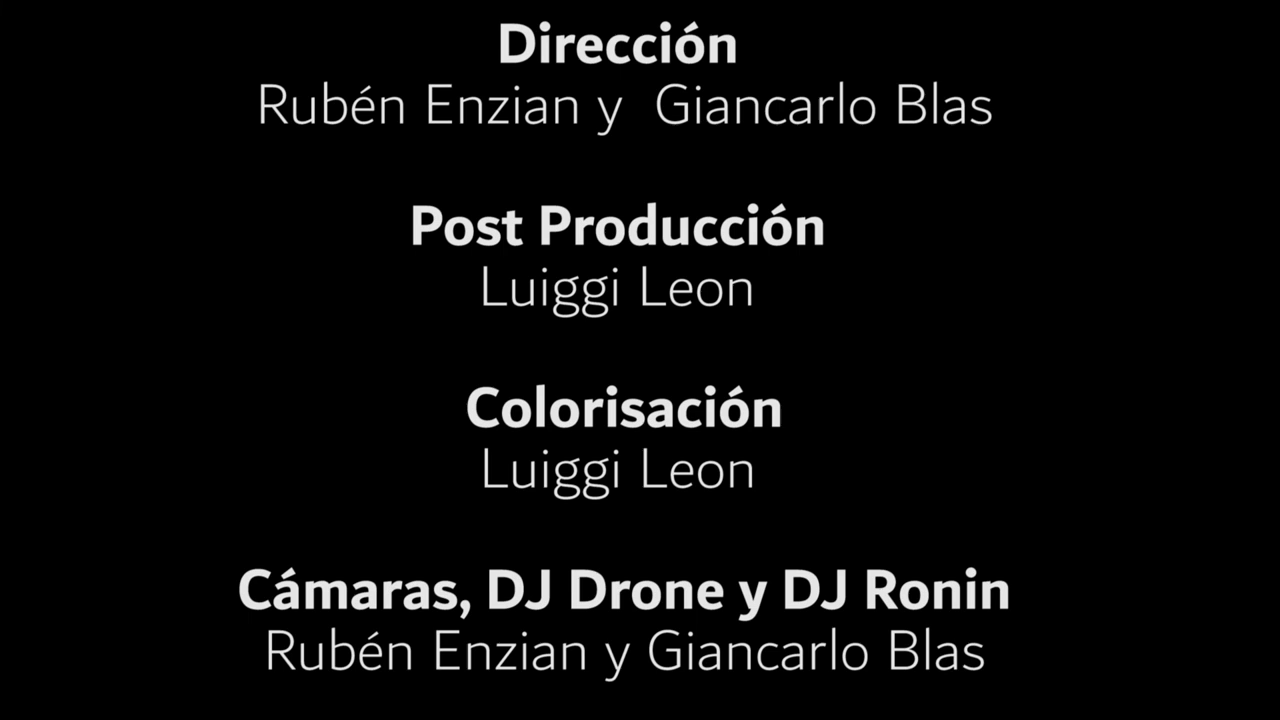 Dirección
Rubén Enzian y  Giancarlo Blas
Post Producción
Luiggi Leon
Colorisación
Luiggi Leon
Cámaras, DJ Drone y DJ Ronin
Rubén Enzian y Giancarlo Blas